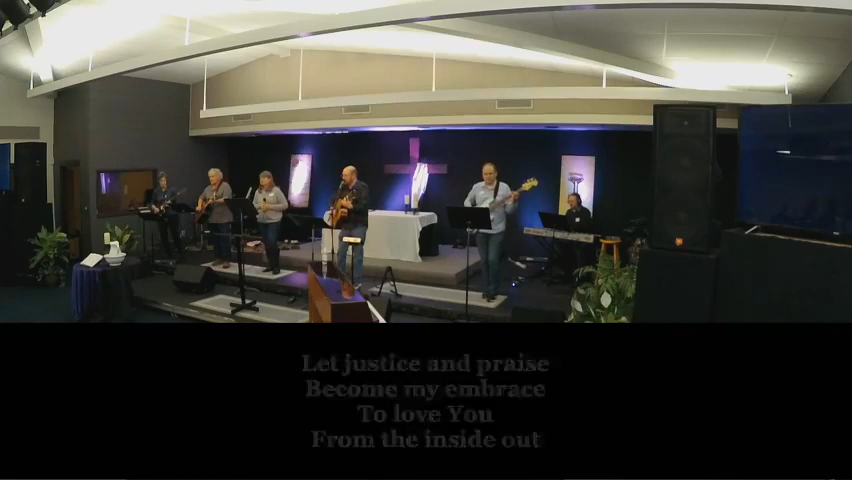 Let justice and praise
Become my embrace
To love You
From the inside out